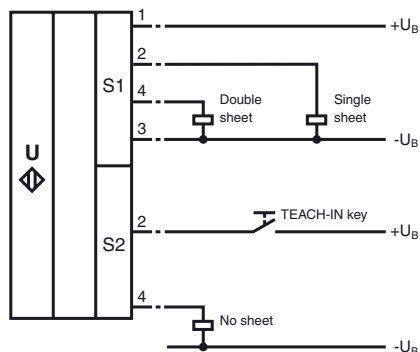 1
+UB
2
S1
4
Double
sheet
Single
sheet
3
-UB
U
2
TEACH-IN key
+UB
S2
4
No sheet
-UB